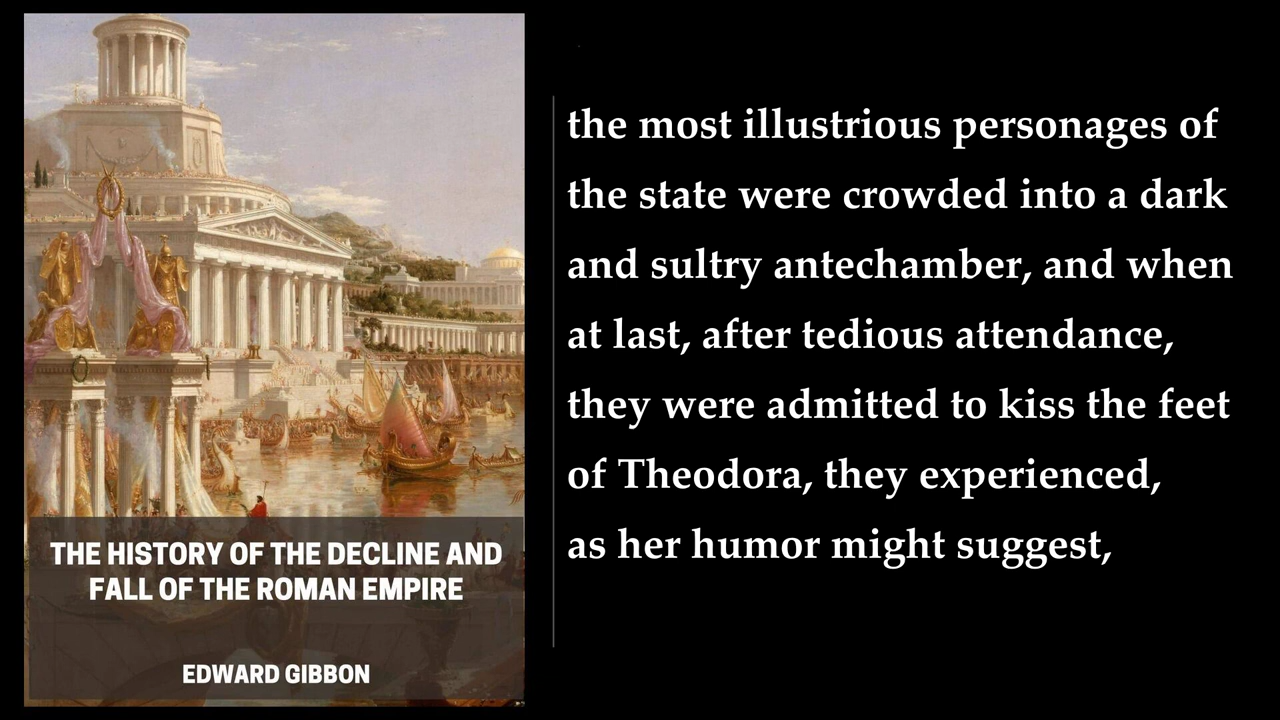 THE HISTORY OF THE DECLINE AND
FALL OF THE ROMAN EMPIRE
EDWARD GIBBON
the most illustrious personages of
the state were crowded into a dark
and sultry antechamber, and when
at last, after tedious attendance,
they were admitted to kiss the feet
of Theodora, they experienced,
as her humor might suggest,